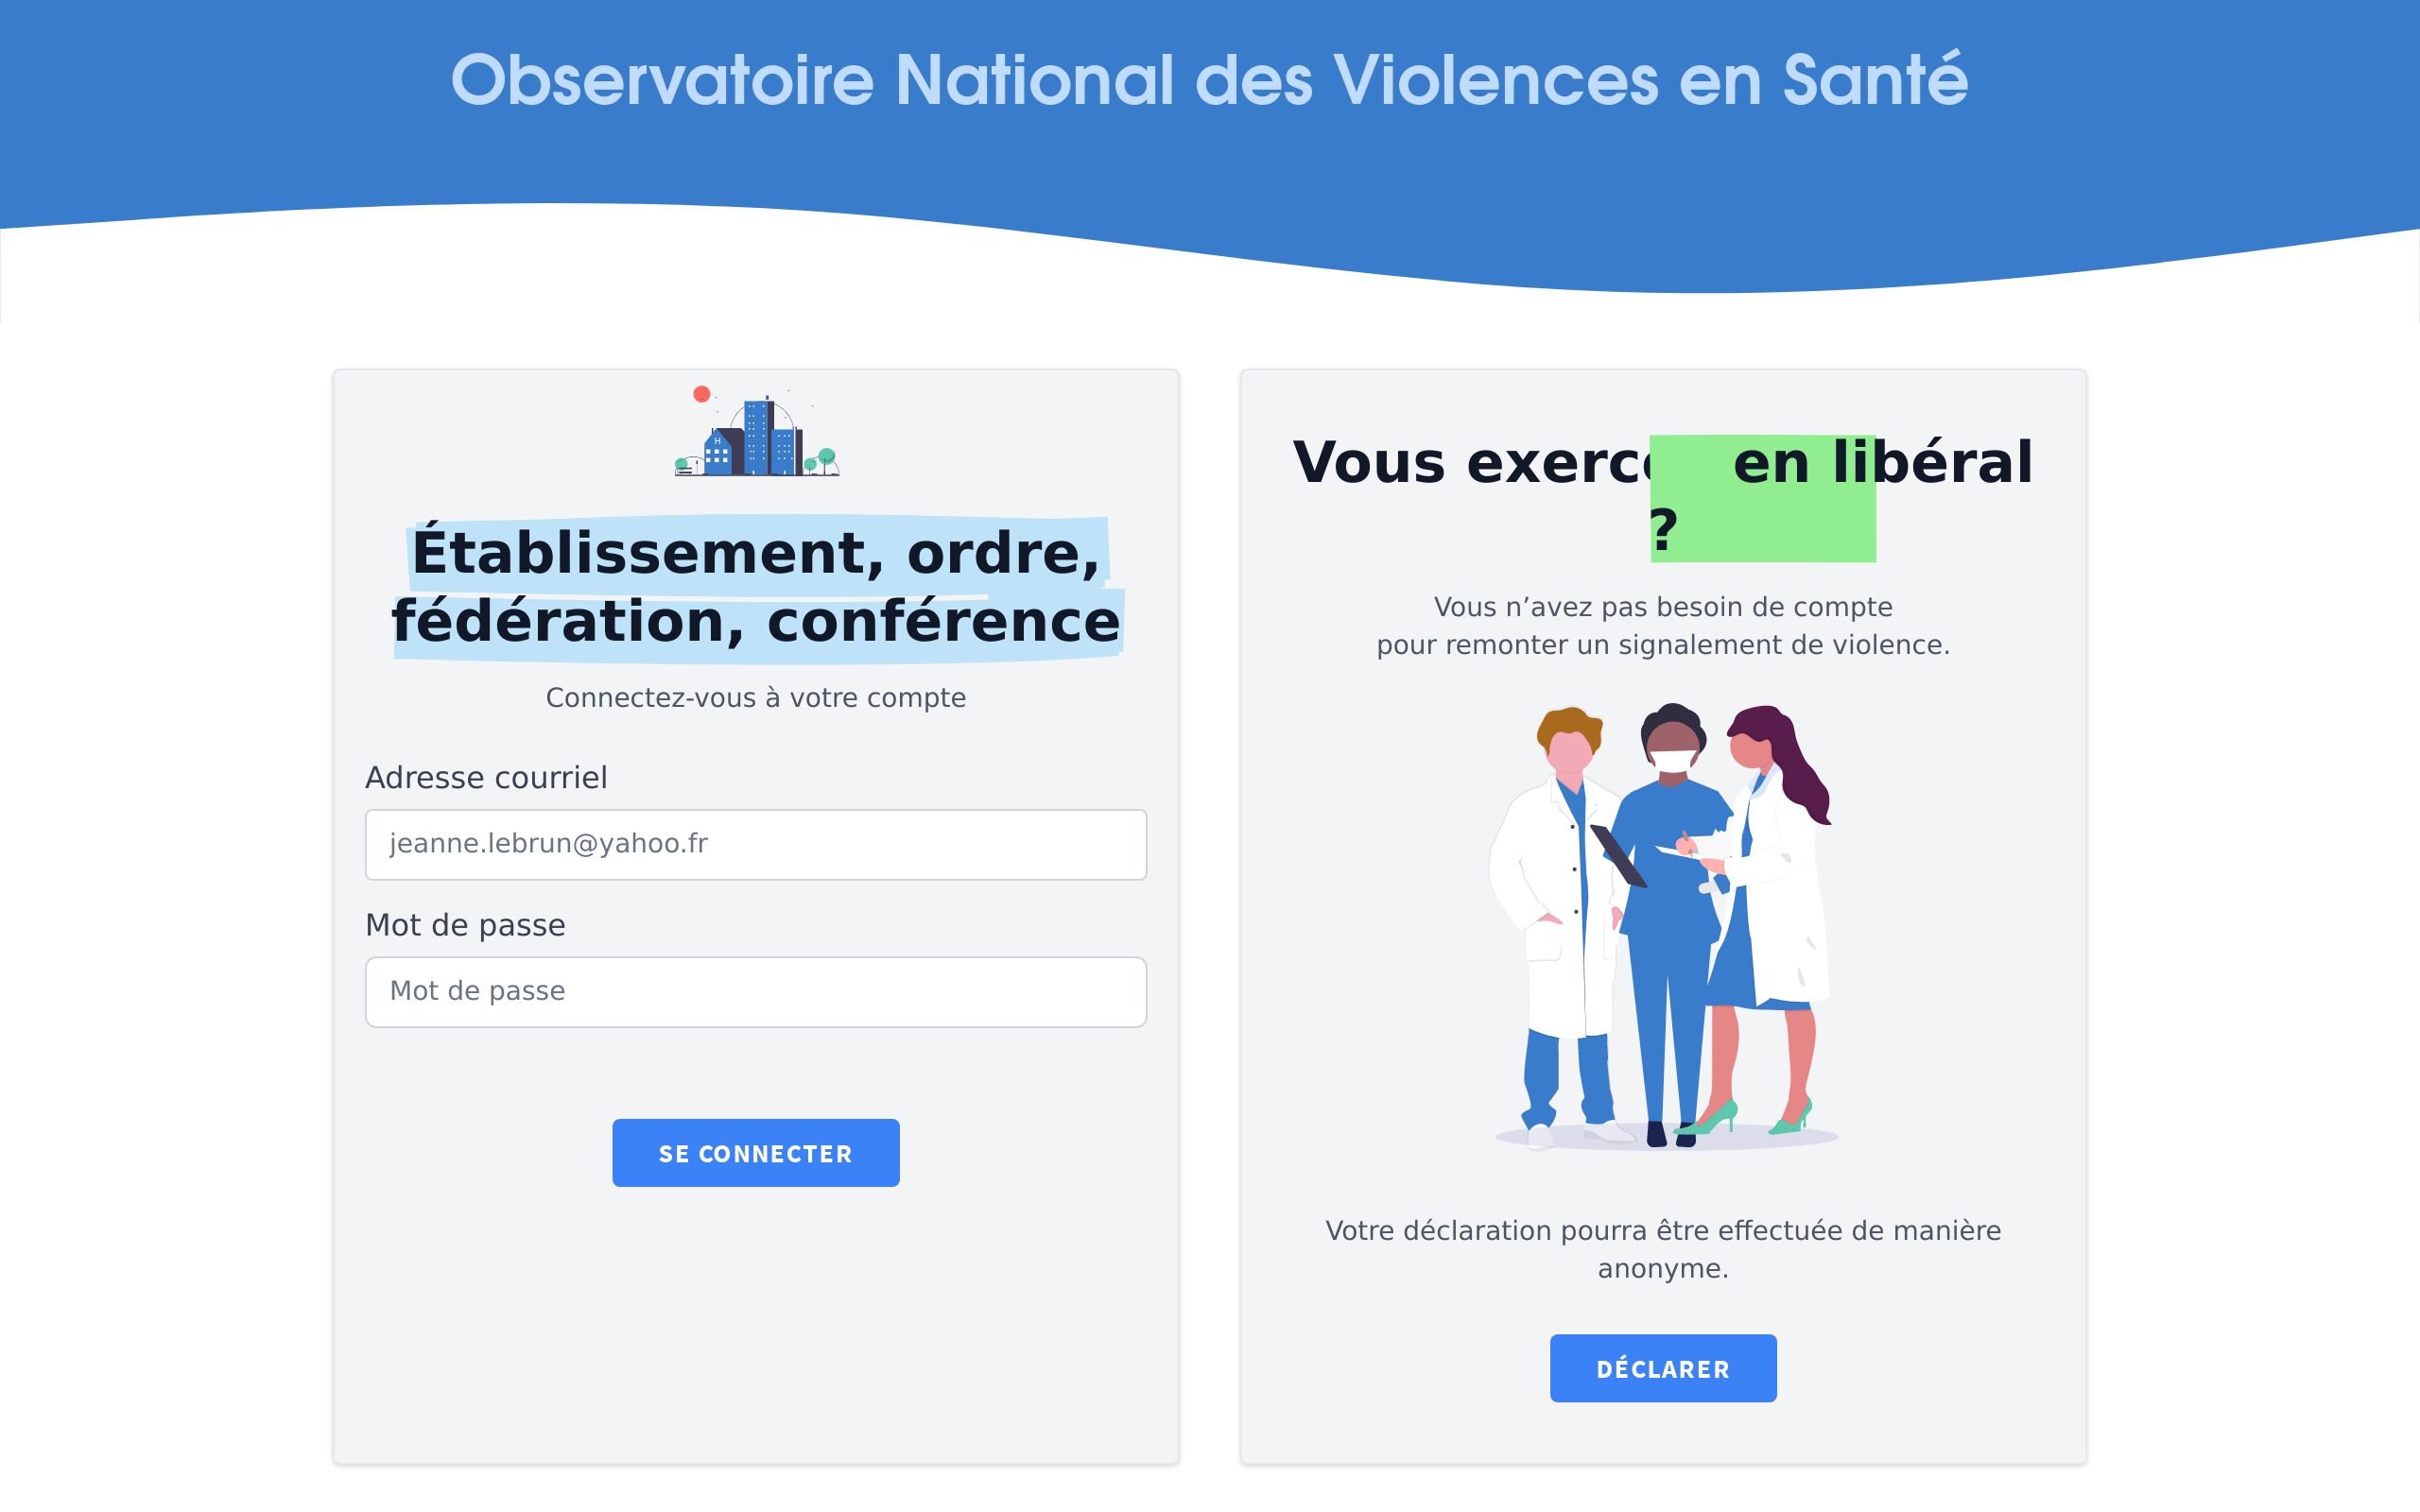 Observatoire National des Violences en Santé
H
Établissement, ordre,
fédération, conférence
Connectez-vous à votre compte
Adresse courriel
jeanne.lebrun@yahoo.fr
Mot de passe
Mot de passe
SE CONNECTER
Vous en libéral
?
Vous n’avez pas besoin de compte
pour remonter un signalement de violence.
Votre déclaration pourra être effectuée de manière
anonyme.
DÉCLARER